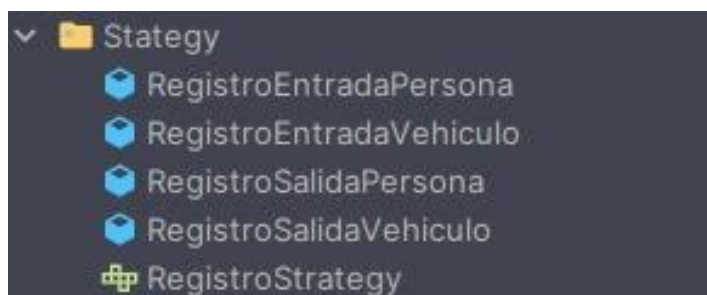 Stategy
RegistroEntradaPersona
RegistroEntradaVehiculo
RegistroSalidaPersona
RegistroSalidaVehiculo
RegistroStrategy